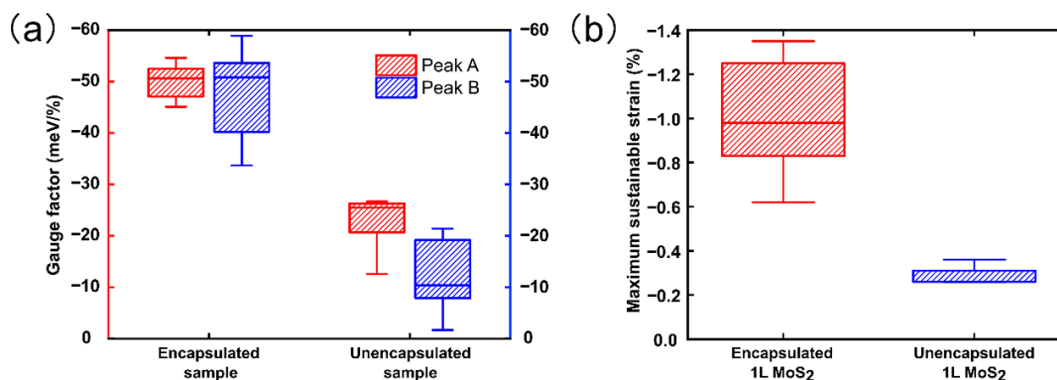 (a)
Gauge factor (meV/%)
−60
−50
−40
−30
−20
−10
0
−60
−50
−40
−30
−20
−10
0
Peak A
Peak B
Encapsulated
sample
Unencapsulated
sample
(b)
Maximum sustainable strain (%)
−1.4
−1.2
−1.0
−0.8
−0.6
−0.4
−0.2
0.0
Encapsulated
1L MoS₂
Unencapsulated
1L MoS₂